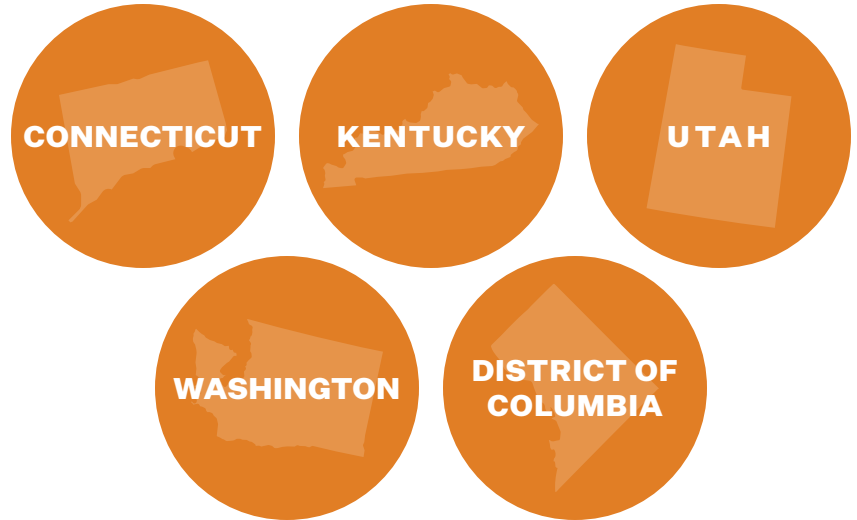 CONNECTICUT
KENTUCKY
UTAH
WASHINGTON
DISTRICT OF
COLUMBIA